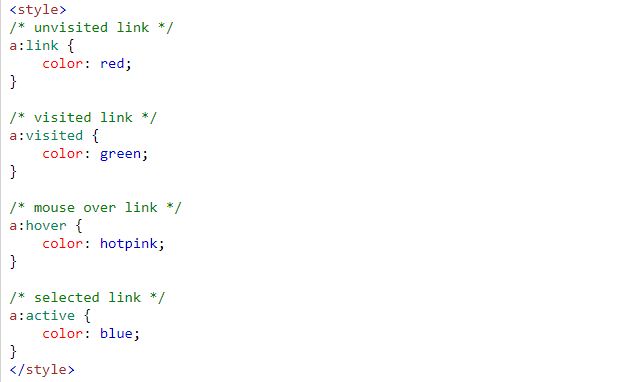 <style>
/* unvisited link */
a:link {
    color: red;
}

/* visited link */
a:visited {
    color: green;
}

/* mouse over link */
a:hover {
    color: hotpink;
}

/* selected link */
a:active {
    color: blue;
}
</style>